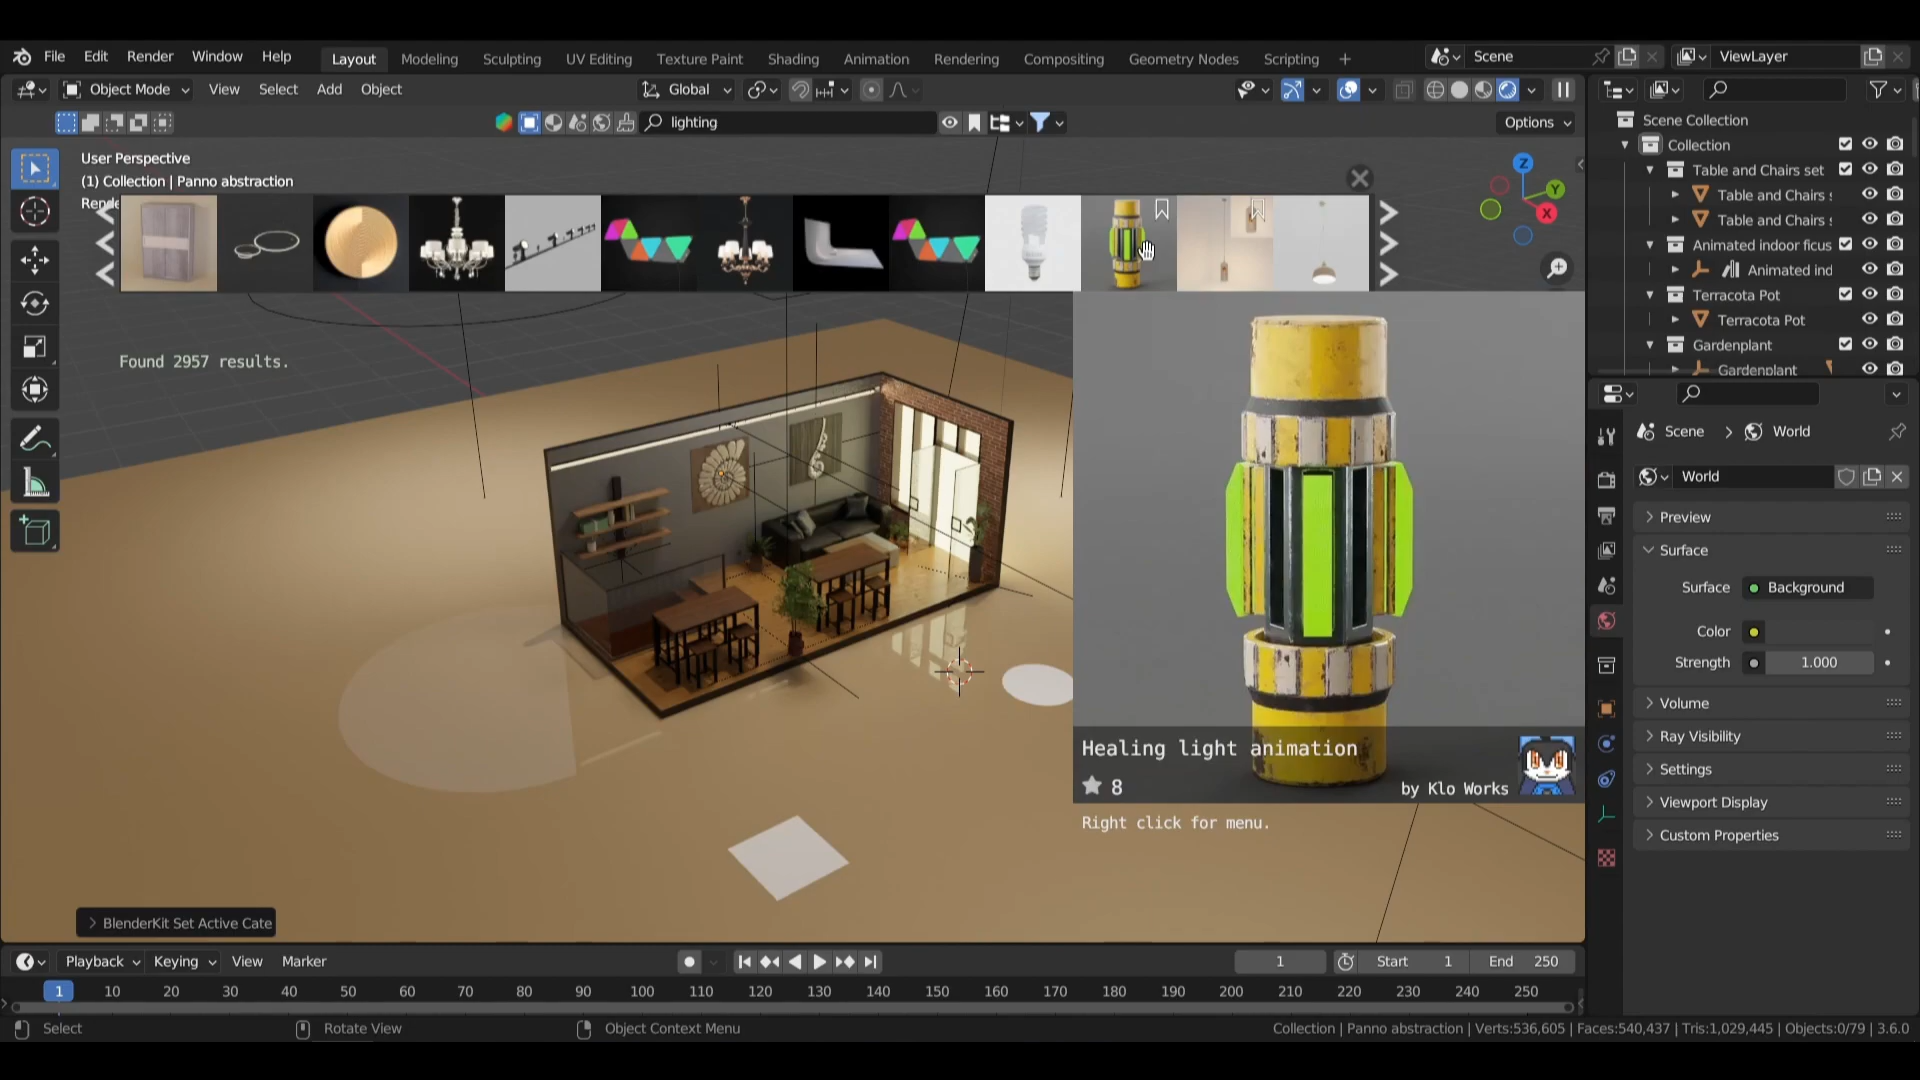 File Edit Render Window Help
Layout Modeling Sculpting UV Editing Texture Paint Shading Animation Rendering Compositing Geometry Nodes Scripting +
Scene
ViewLayer
Object Mode View Select Add Object
Global
lighting
Options
User Perspective
(1) Collection | Panno abstraction
Rende
Found 2957 results.
Z
Y
X
Healing light animation
8
by Klo Works
Right click for menu.
BlenderKit Set Active Cate
Scene Collection
Collection
Table and Chairs set
Table and Chairs s
Table and Chairs s
Animated indoor ficus
Animated ind
Terracota Pot
Terracota Pot
Gardenplant
Gardenplant
Scene > World
World
Preview
Surface
Surface Background
Color
Strength 1.000
Volume
Ray Visibility
Settings
Viewport Display
Custom Properties
Playback Keying View Marker
1 Start 1 End 250
1 10 20 30 40 50 60 70 80 90 100 110 120 130 140 150 160 170 180 190 200 210 220 230 240 250
Select Rotate View Object Context Menu
Collection | Panno abstraction | Verts:536,605 | Faces:540,437 | Tris:1,029,445 | Objects:0/79 | 3.6.0